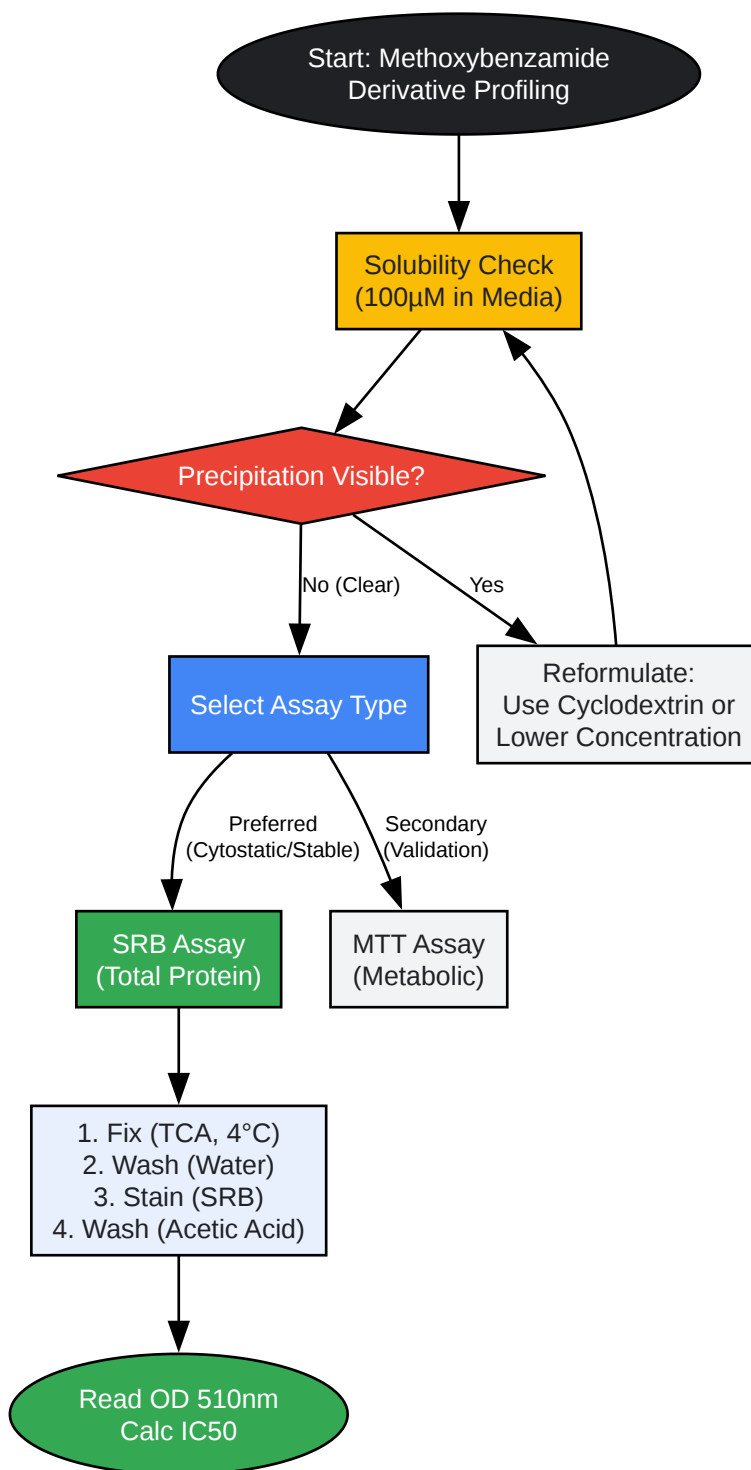 Start: Methoxybenzamide
Derivative Profiling
Solubility Check
(100µM in Media)
Precipitation Visible?
No (Clear)
Yes
Select Assay Type
Reformulate:
Use Cyclodextrin or
Lower Concentration
Preferred
(Cytostatic/Stable)
Secondary
(Validation)
SRB Assay
(Total Protein)
MTT Assay
(Metabolic)
1. Fix (TCA, 4°C)
2. Wash (Water)
3. Stain (SRB)
4. Wash (Acetic Acid)
Read OD 510nm
Calc IC50